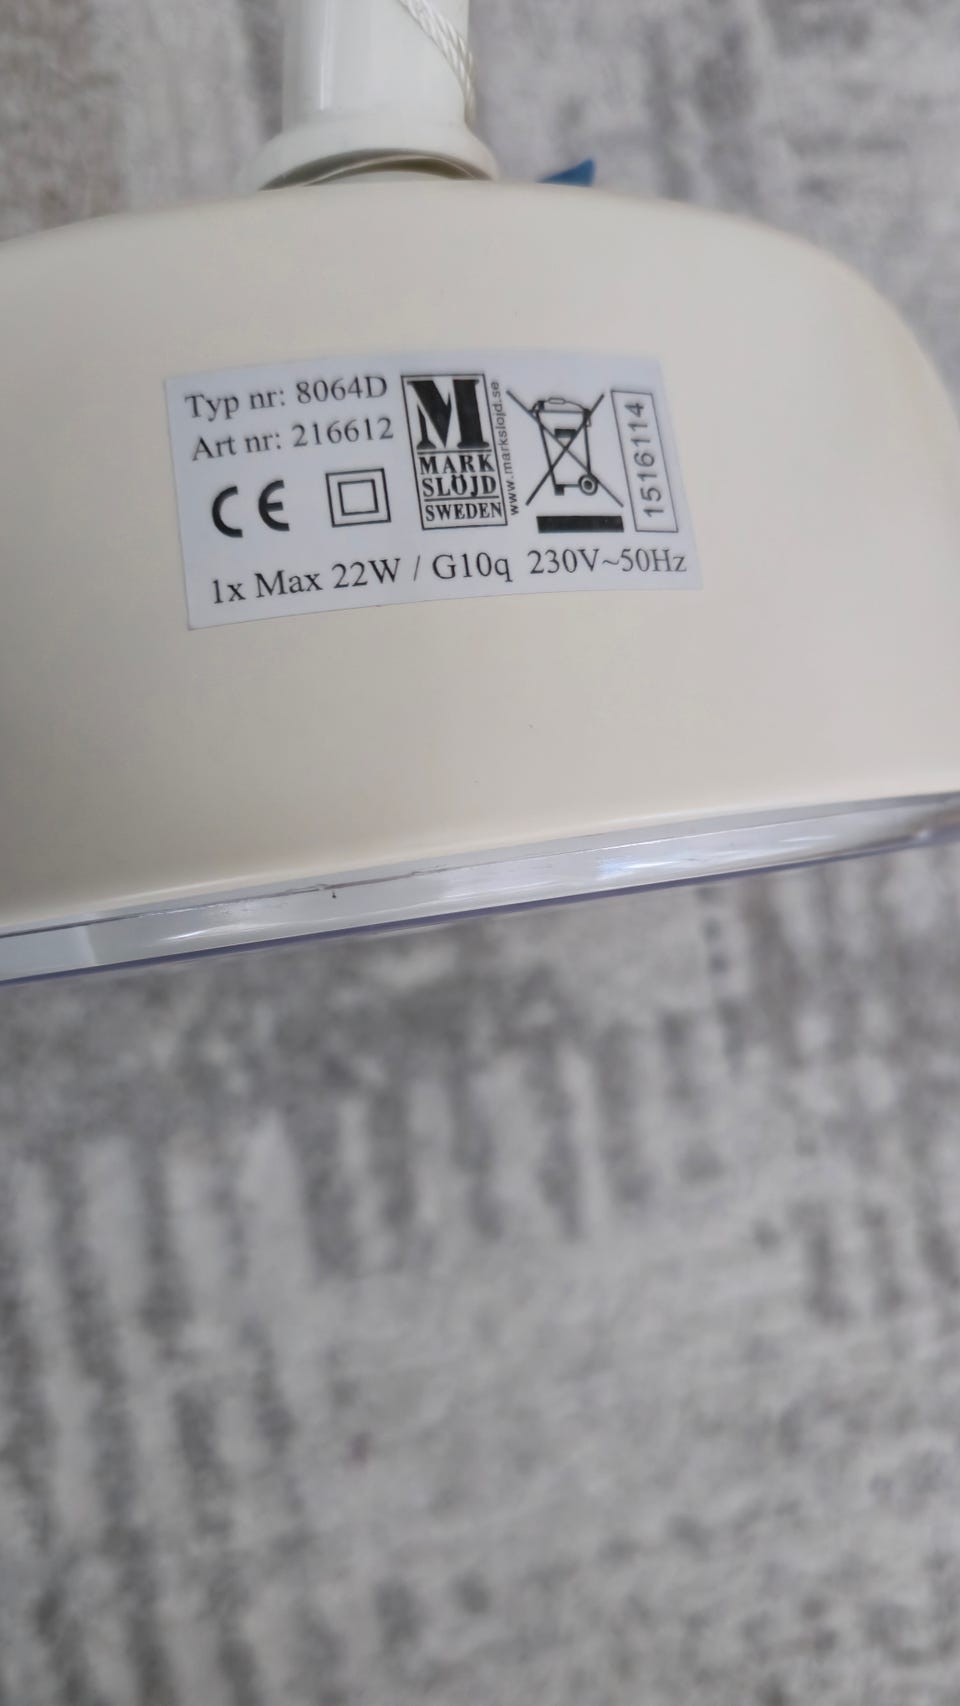 Typ nr: 8064D
Art nr: 216612
CE
M
MARK
SLÖJD
SWEDEN
www.markslojd.se
1516114
1x Max 22W / G10q 230V~50Hz